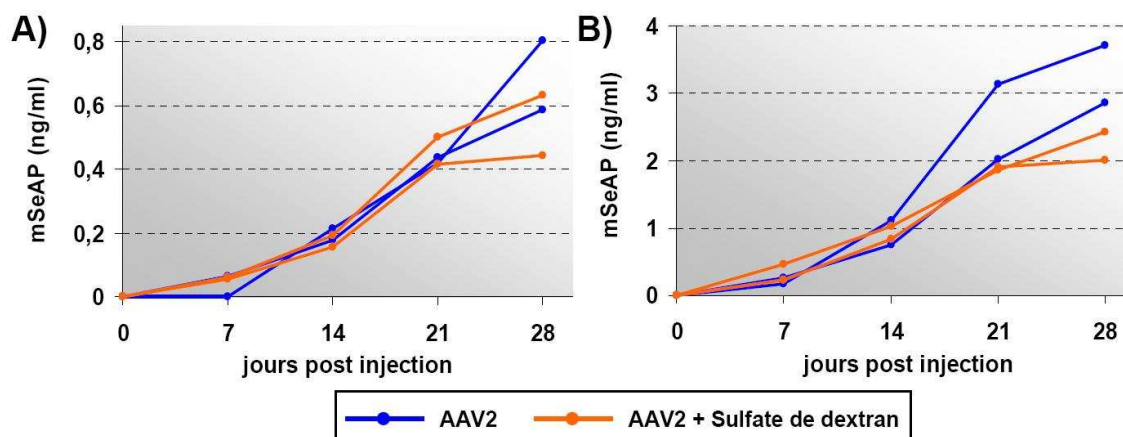 A)
mSeAP (ng/ml)
0,8
0,6
0,4
0,2
0
0 7 14 21 28
jours post injection
B)
mSeAP (ng/ml)
4
3
2
1
0
0 7 14 21 28
jours post injection
AAV2 AAV2 + Sulfate de dextran